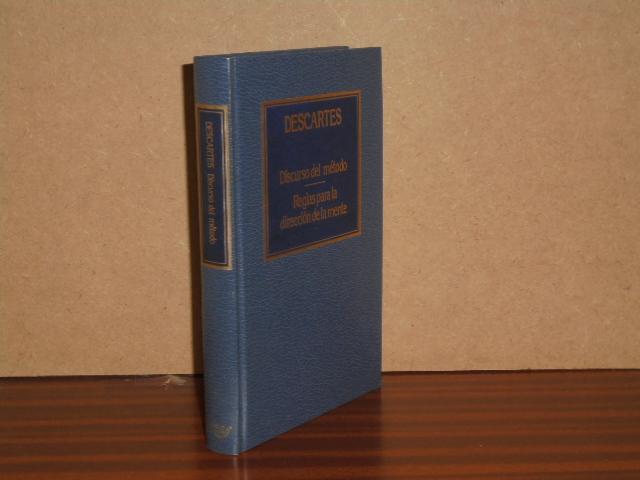 DESCARTES
Discurso del método
Reglas para la
dirección de la mente
DESCARTES Discurso del método